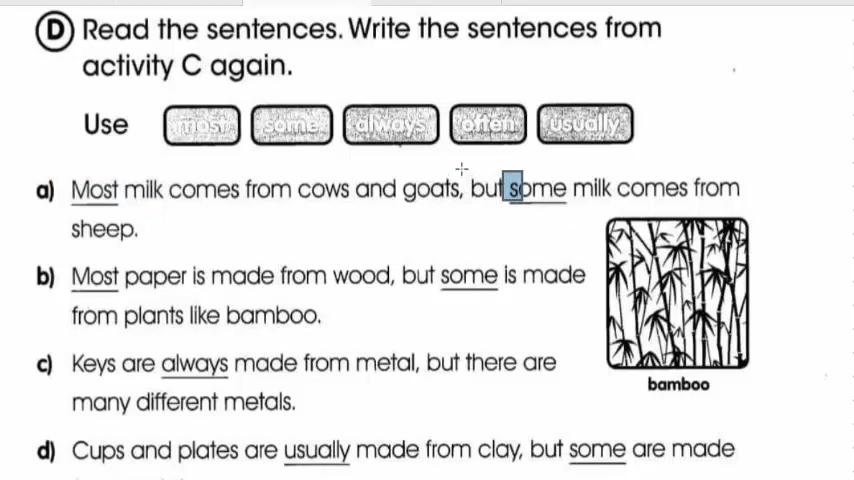 D Read the sentences. Write the sentences from
activity C again.
Use most some always often usually
a) Most milk comes from cows and goats, but some milk comes from
sheep.
b) Most paper is made from wood, but some is made
from plants like bamboo.
c) Keys are always made from metal, but there are
many different metals.
bamboo
d) Cups and plates are usually made from clay, but some are made